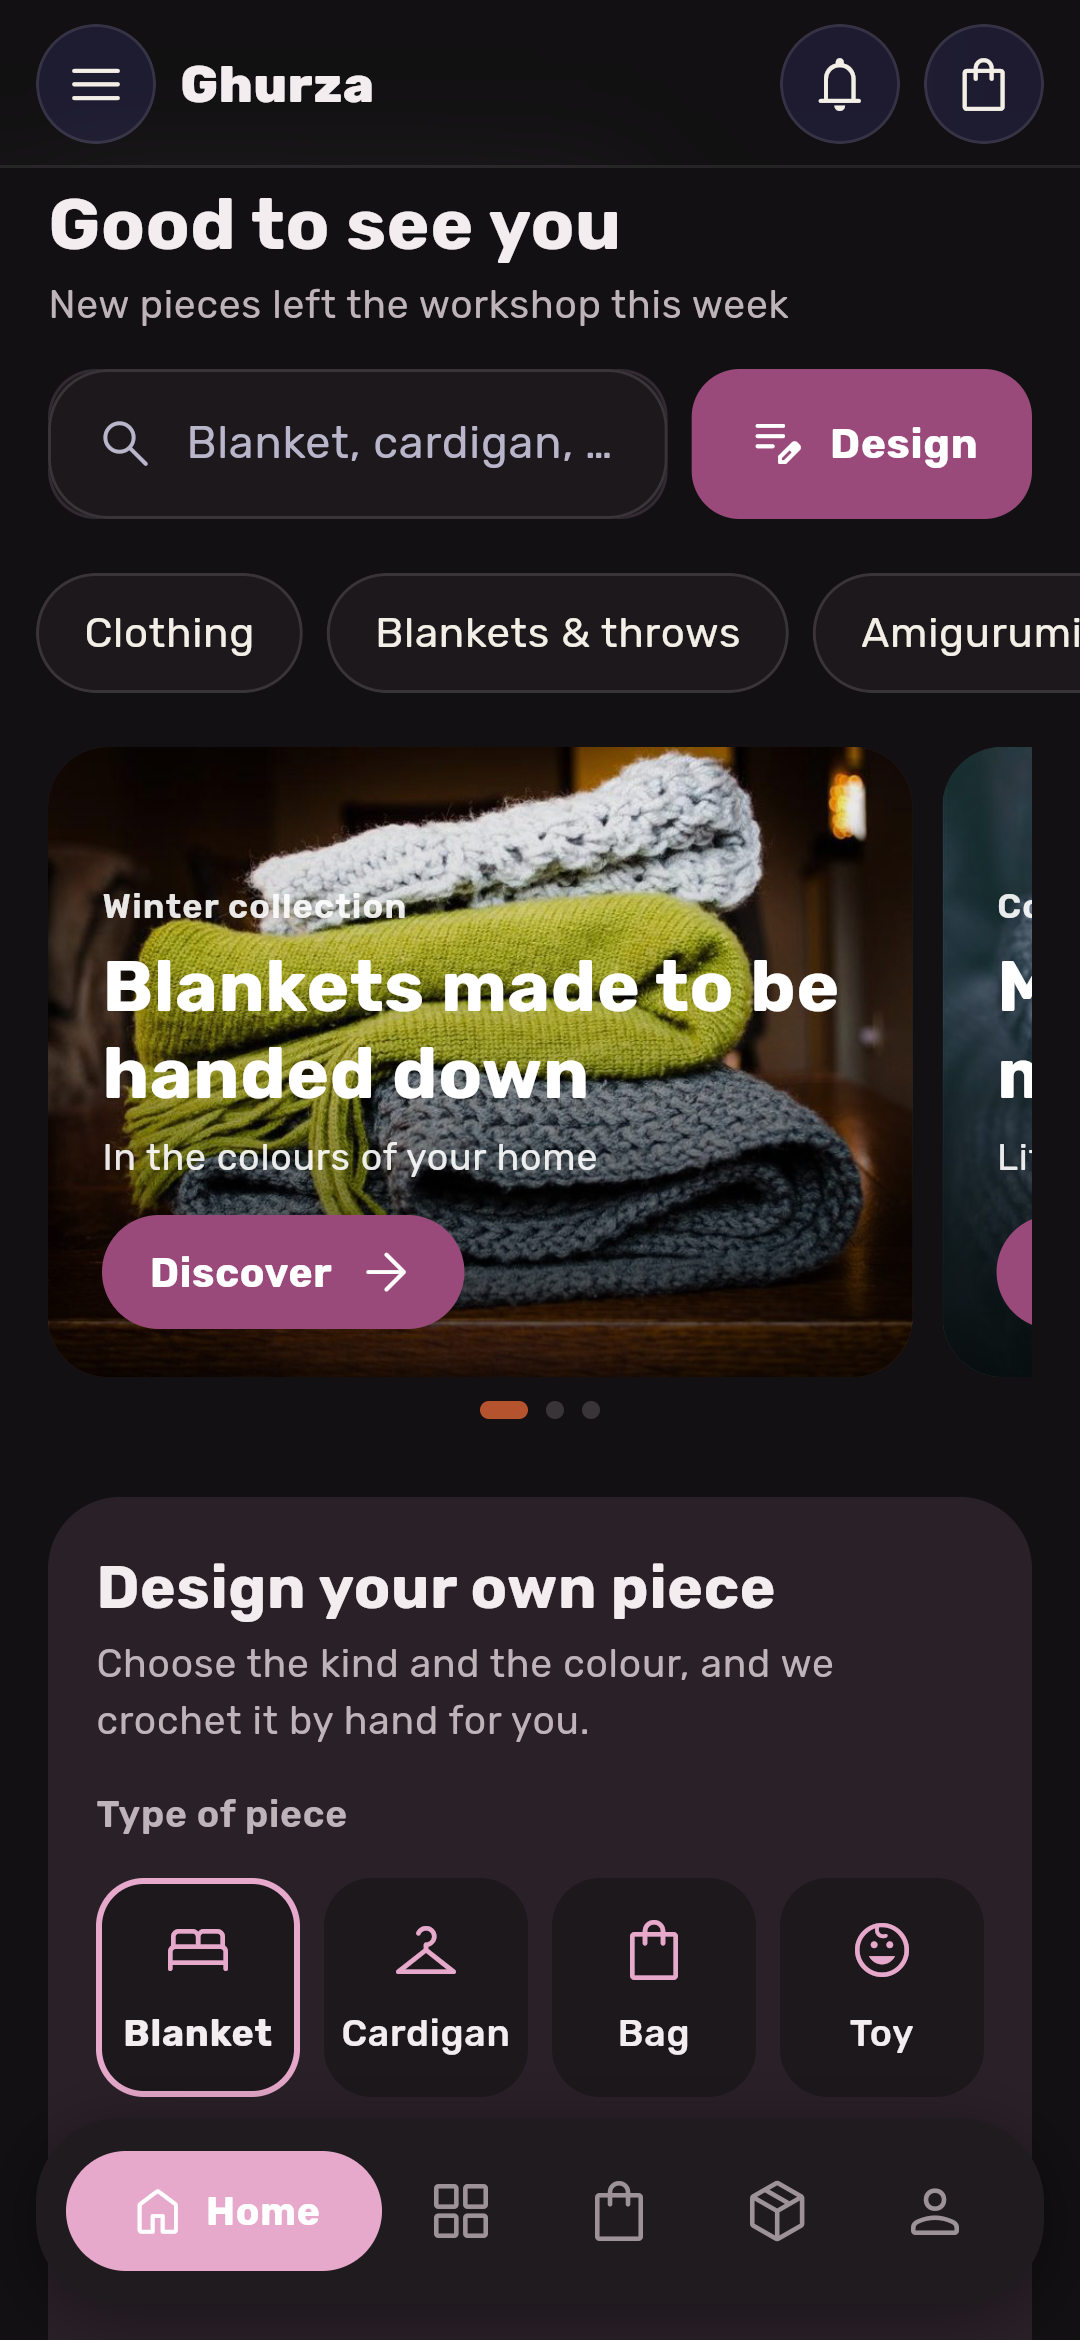 Ghurza
Good to see you
New pieces left the workshop this week
Blanket, cardigan, ...
Design
Clothing
Blankets & throws
Amigurumi
Winter collection
Blankets made to be
handed down
In the colours of your home
Discover
Co
M
n
Li
Design your own piece
Choose the kind and the colour, and we
crochet it by hand for you.
Type of piece
Blanket
Cardigan
Bag
Toy
Home